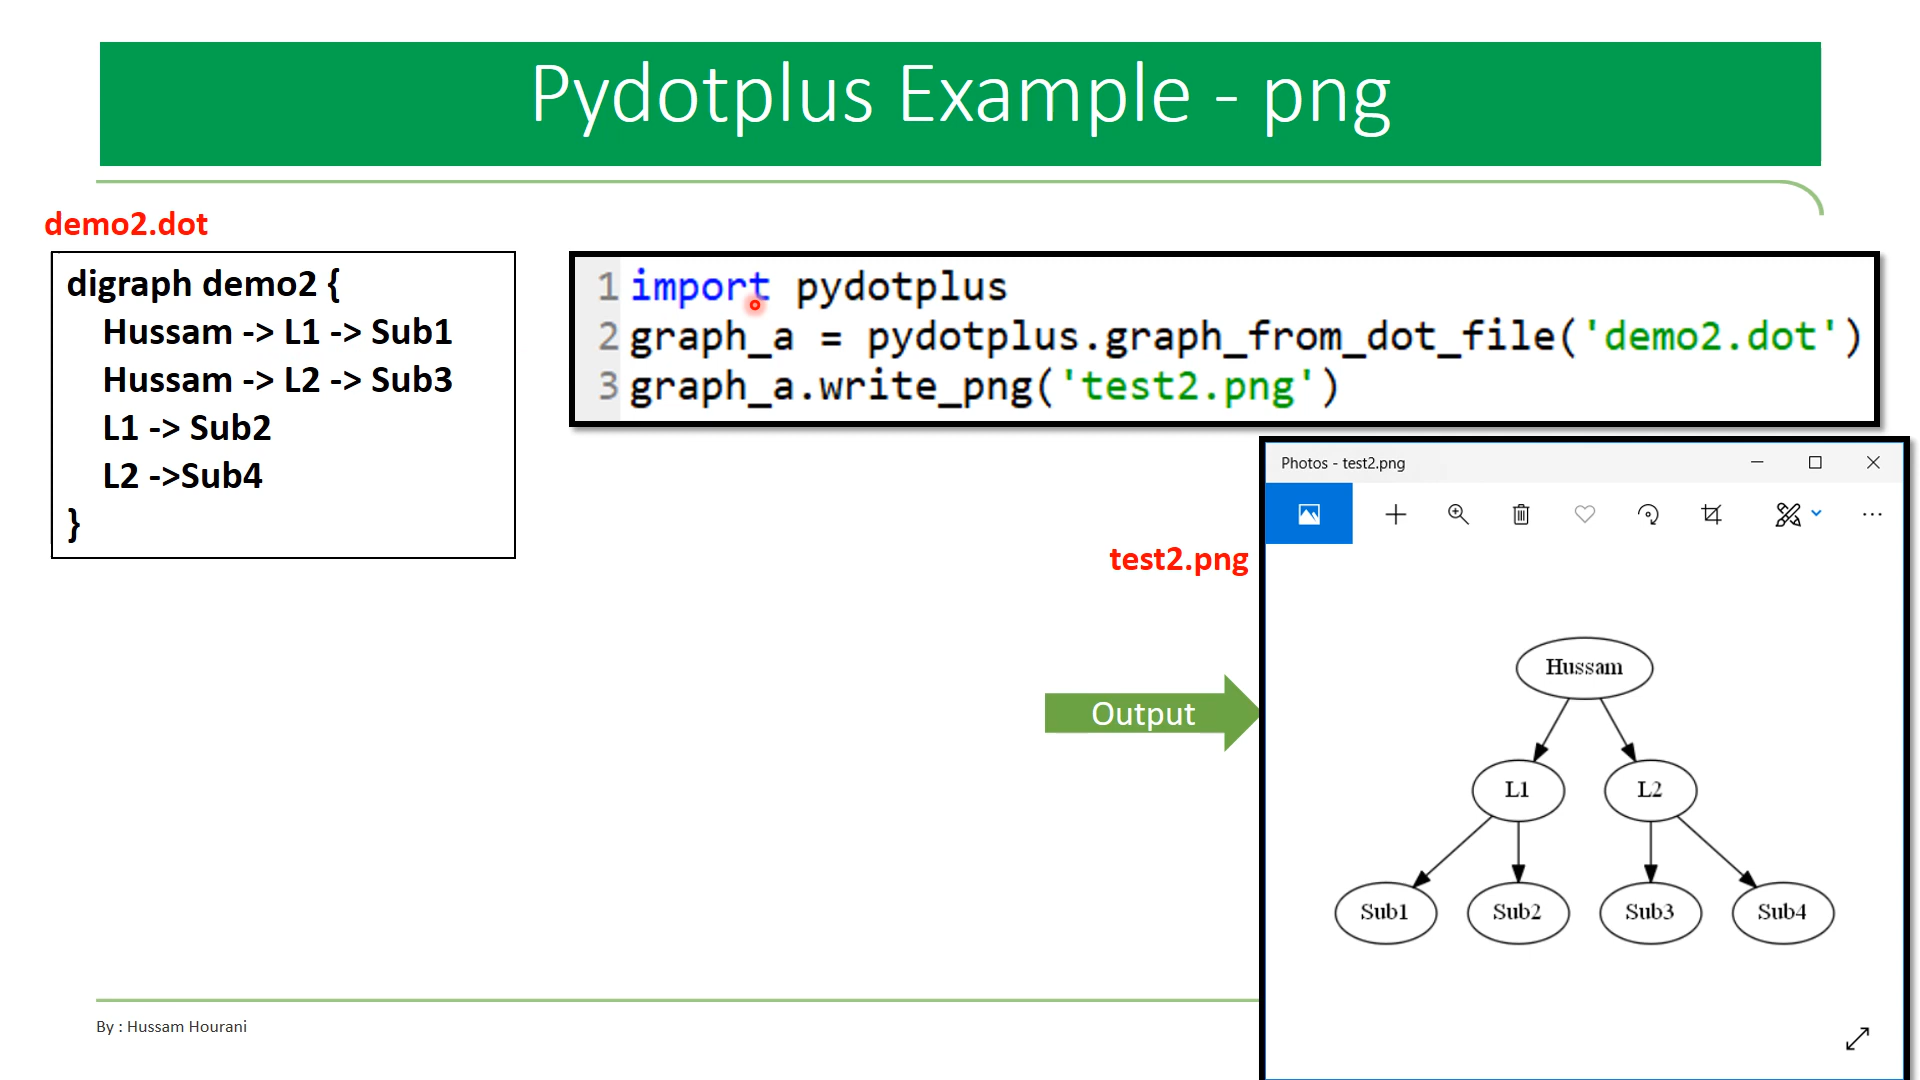 Pydotplus Example - png
demo2.dot
digraph demo2 {
Hussam -> L1 -> Sub1
Hussam -> L2 -> Sub3
L1 -> Sub2
L2 ->Sub4
}
1 import pydotplus
2 graph_a = pydotplus.graph_from_dot_file('demo2.dot')
3 graph_a.write_png('test2.png')
Photos - test2.png
test2.png
Output
Hussam
L1 L2
Sub1 Sub2 Sub3 Sub4
By : Hussam Hourani